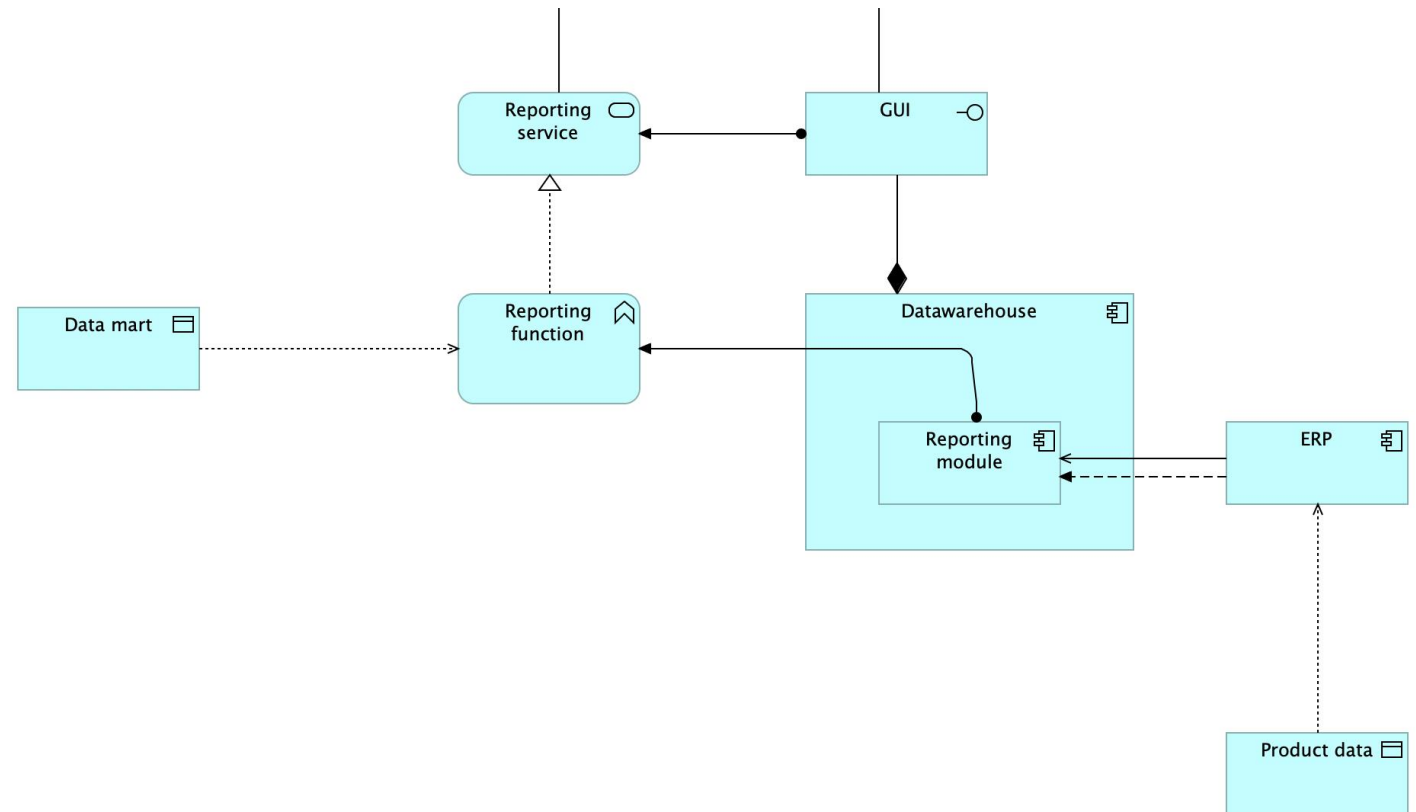 Reporting
service
GUI
Data mart
Reporting
function
Datawarehouse
Reporting
module
ERP
Product data